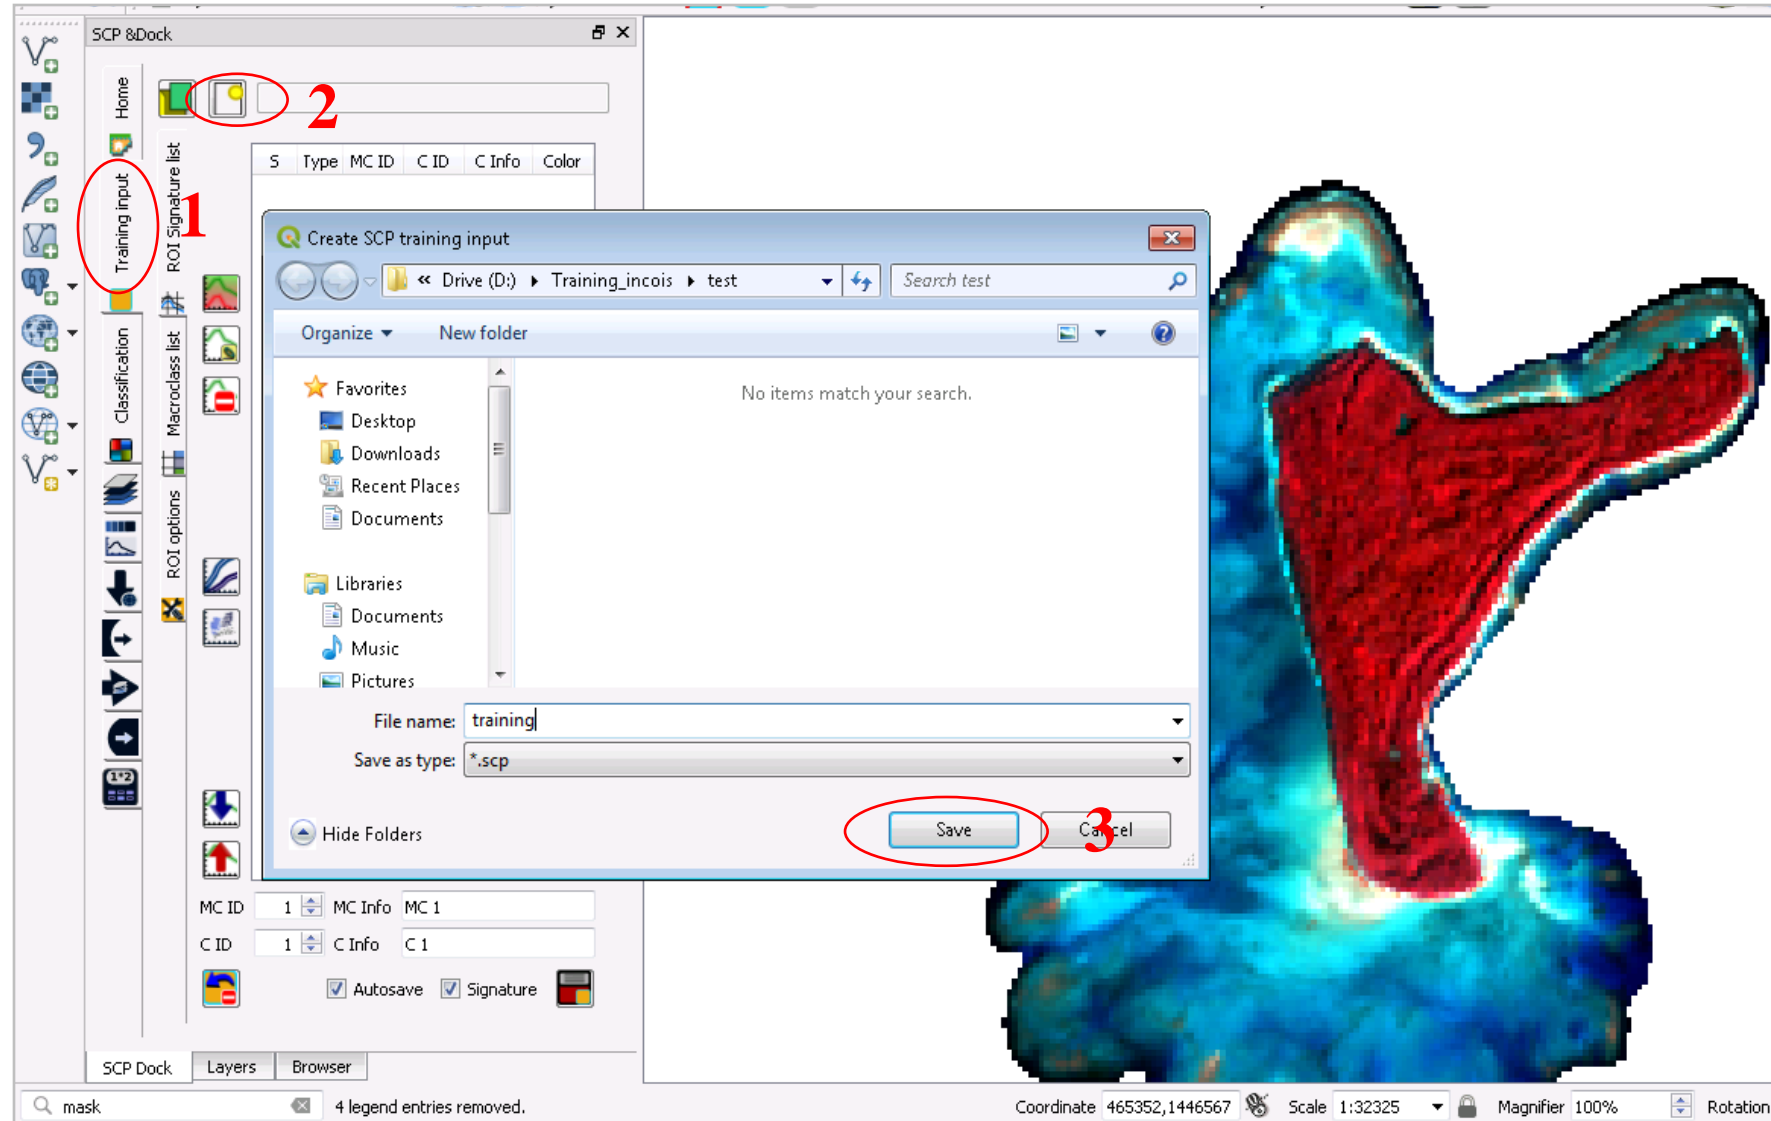 SCP &Dock
Home
2
S Type MC ID C ID C Info Color
Training input
ROI Signature list
1
Create SCP training input
« Drive (D:) Training_incois test
Search test
Organize
New folder
Classification
Macroclass list
Favorites
Desktop
Downloads
Recent Places
Documents
No items match your search.
ROI options
Libraries
Documents
Music
Pictures
File name: training
Save as type: *.scp
1*2
Hide Folders
Save
Cancel
3
MC ID 1 MC Info MC 1
C ID 1 C Info C 1
Autosave Signature
SCP Dock Layers Browser
mask
4 legend entries removed.
Coordinate 465352,1446567 Scale 1:32325 Magnifier 100% Rotation